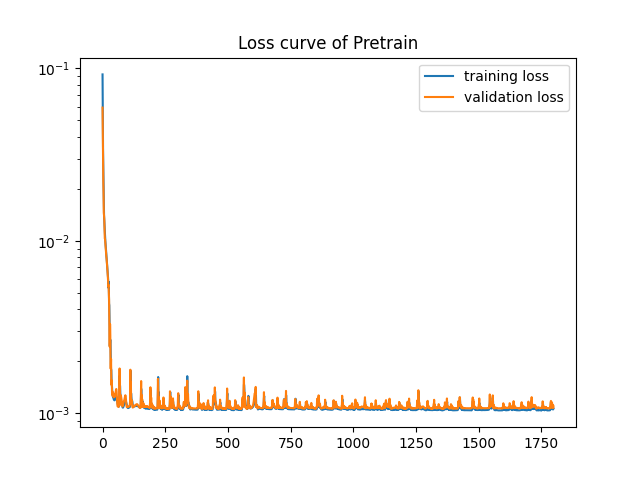 Loss curve of Pretrain
training loss
validation loss
10⁻¹
10⁻²
10⁻³
0 250 500 750 1000 1250 1500 1750